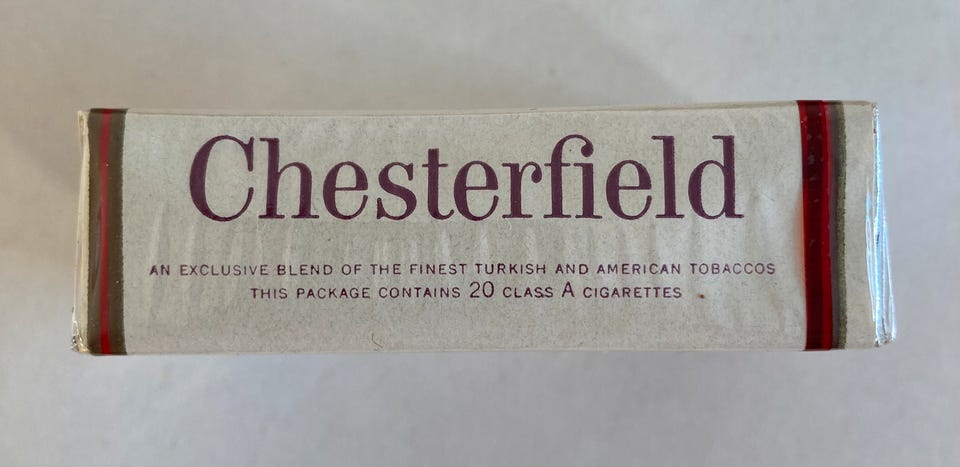 Chesterfield
AN EXCLUSIVE BLEND OF THE FINEST TURKISH AND AMERICAN TOBACCOS
THIS PACKAGE CONTAINS 20 CLASS A CIGARETTES